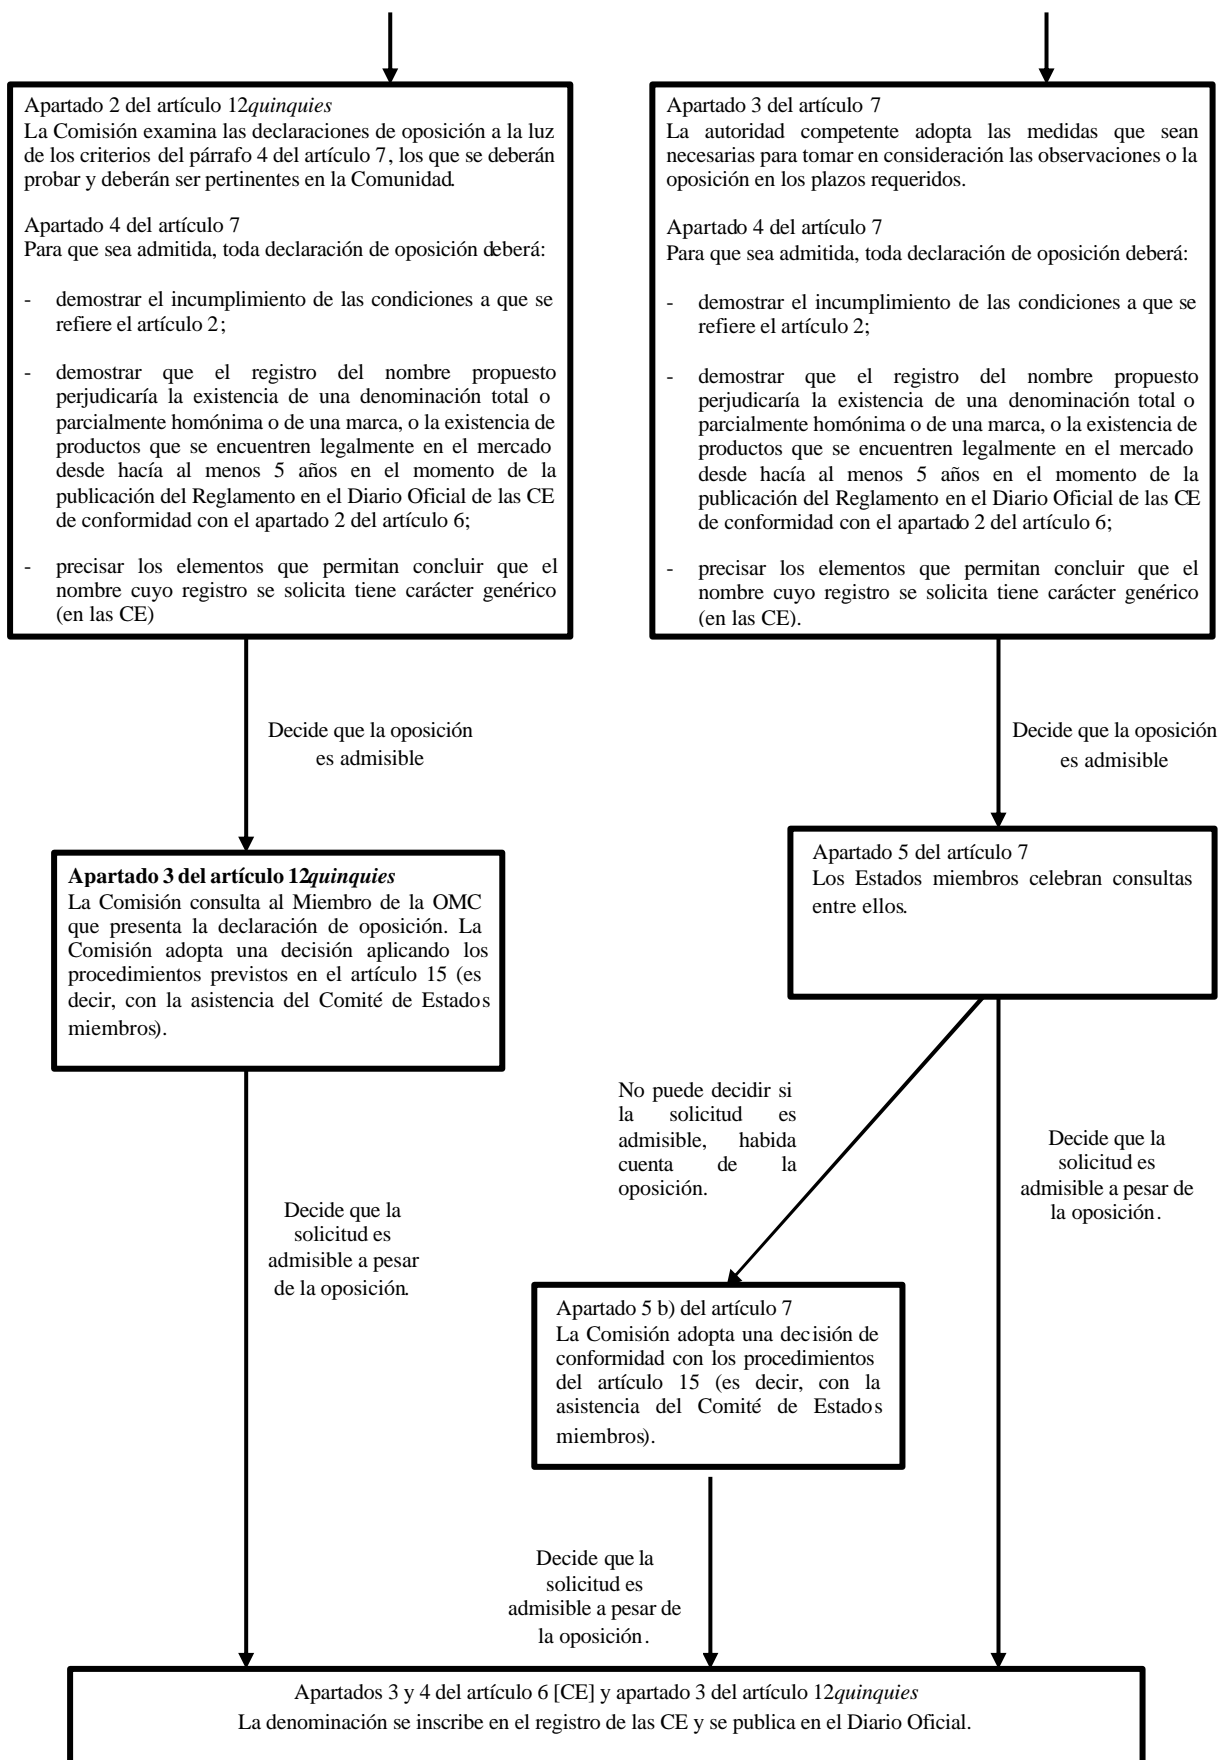 Apartado 2 del artículo 12quinquies
La Comisión examina las declaraciones de oposición a la luz
de los criterios del párrafo 4 del artículo 7, los que se deberán
probar y deberán ser pertinentes en la Comunidad.
Apartado 4 del artículo 7
Para que sea admitida, toda declaración de oposición deberá:
- demostrar el incumplimiento de las condiciones a que se
refiere el artículo 2;
- demostrar que el registro del nombre propuesto
perjudicaría la existencia de una denominación total o
parcialmente homónima o de una marca, o la existencia de
productos que se encuentren legalmente en el mercado
desde hacía al menos 5 años en el momento de la
publicación del Reglamento en el Diario Oficial de las CE
de conformidad con el apartado 2 del artículo 6;
- precisar los elementos que permitan concluir que el
nombre cuyo registro se solicita tiene carácter genérico
(en las CE)
Apartado 3 del artículo 7
La autoridad competente adopta las medidas que sean
necesarias para tomar en consideración las observaciones o la
oposición en los plazos requeridos.
Apartado 4 del artículo 7
Para que sea admitida, toda declaración de oposición deberá:
- demostrar el incumplimiento de las condiciones a que se
refiere el artículo 2;
- demostrar que el registro del nombre propuesto
perjudicaría la existencia de una denominación total o
parcialmente homónima o de una marca, o la existencia de
productos que se encuentren legalmente en el mercado
desde hacía al menos 5 años en el momento de la
publicación del Reglamento en el Diario Oficial de las CE
de conformidad con el apartado 2 del artículo 6;
- precisar los elementos que permitan concluir que el
nombre cuyo registro se solicita tiene carácter genérico
(en las CE).
Decide que la oposición
es admisible
Decide que la oposición
es admisible
Apartado 3 del artículo 12quinquies
La Comisión consulta al Miembro de la OMC
que presenta la declaración de oposición. La
Comisión adopta una decisión aplicando los
procedimientos previstos en el artículo 15 (es
decir, con la asistencia del Comité de Estados
miembros).
Apartado 5 del artículo 7
Los Estados miembros celebran consultas
entre ellos.
No puede decidir si
la solicitud es
admisible, habida
cuenta de la
oposición.
Decide que la
solicitud es
admisible a pesar de
la oposición.
Decide que la
solicitud es
admisible a pesar
de la oposición.
Apartado 5 b) del artículo 7
La Comisión adopta una decisión de
conformidad con los procedimientos
del artículo 15 (es decir, con la
asistencia del Comité de Estados
miembros).
Decide que la
solicitud es
admisible a pesar de
la oposición.
Apartados 3 y 4 del artículo 6 [CE] y apartado 3 del artículo 12quinquies
La denominación se inscribe en el registro de las CE y se publica en el Diario Oficial.